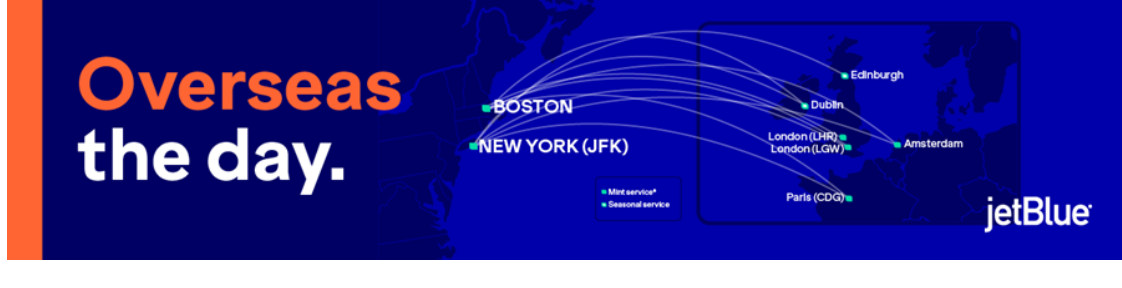 Overseas
the day.
BOSTON
NEW YORK (JFK)
Mint service*
Seasonal service
Edinburgh
Dublin
London (LHR)
London (LGW)
Amsterdam
Paris (CDG)
jetBlue